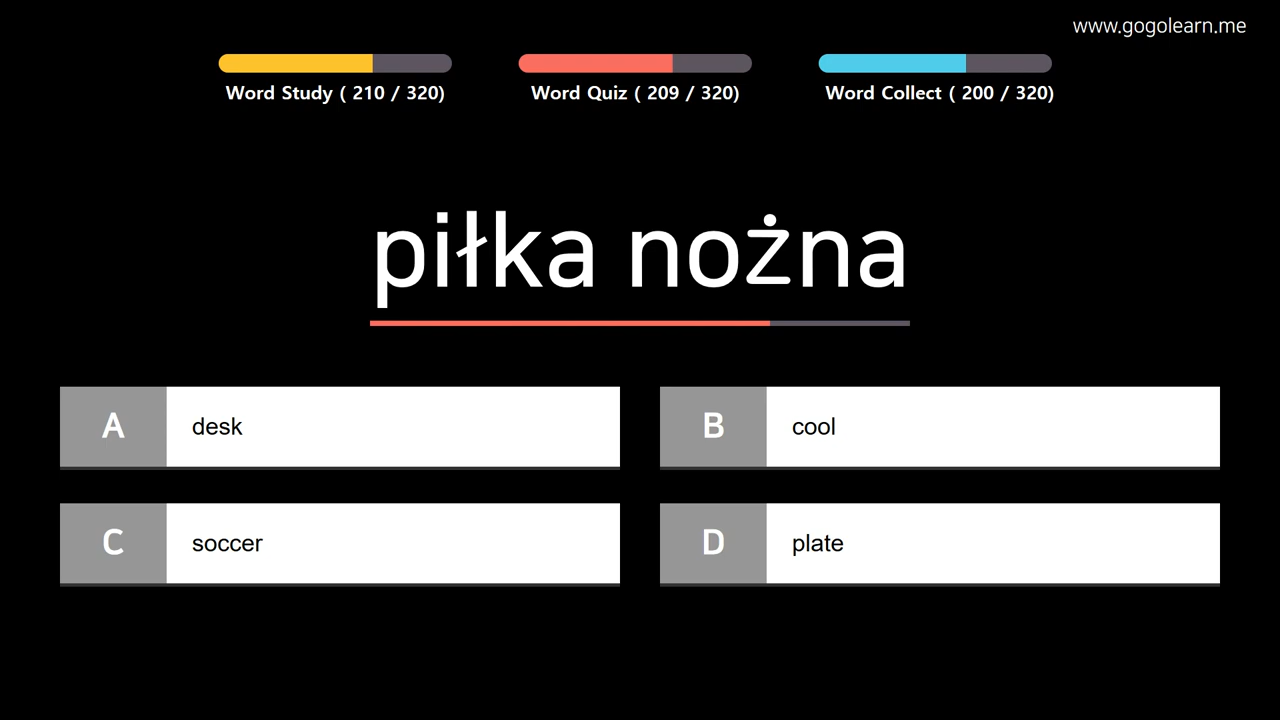 www.gogolearn.me
Word Study ( 210 / 320)
Word Quiz ( 209 / 320)
Word Collect ( 200 / 320)
piłka nożna
A desk
B cool
C soccer
D plate